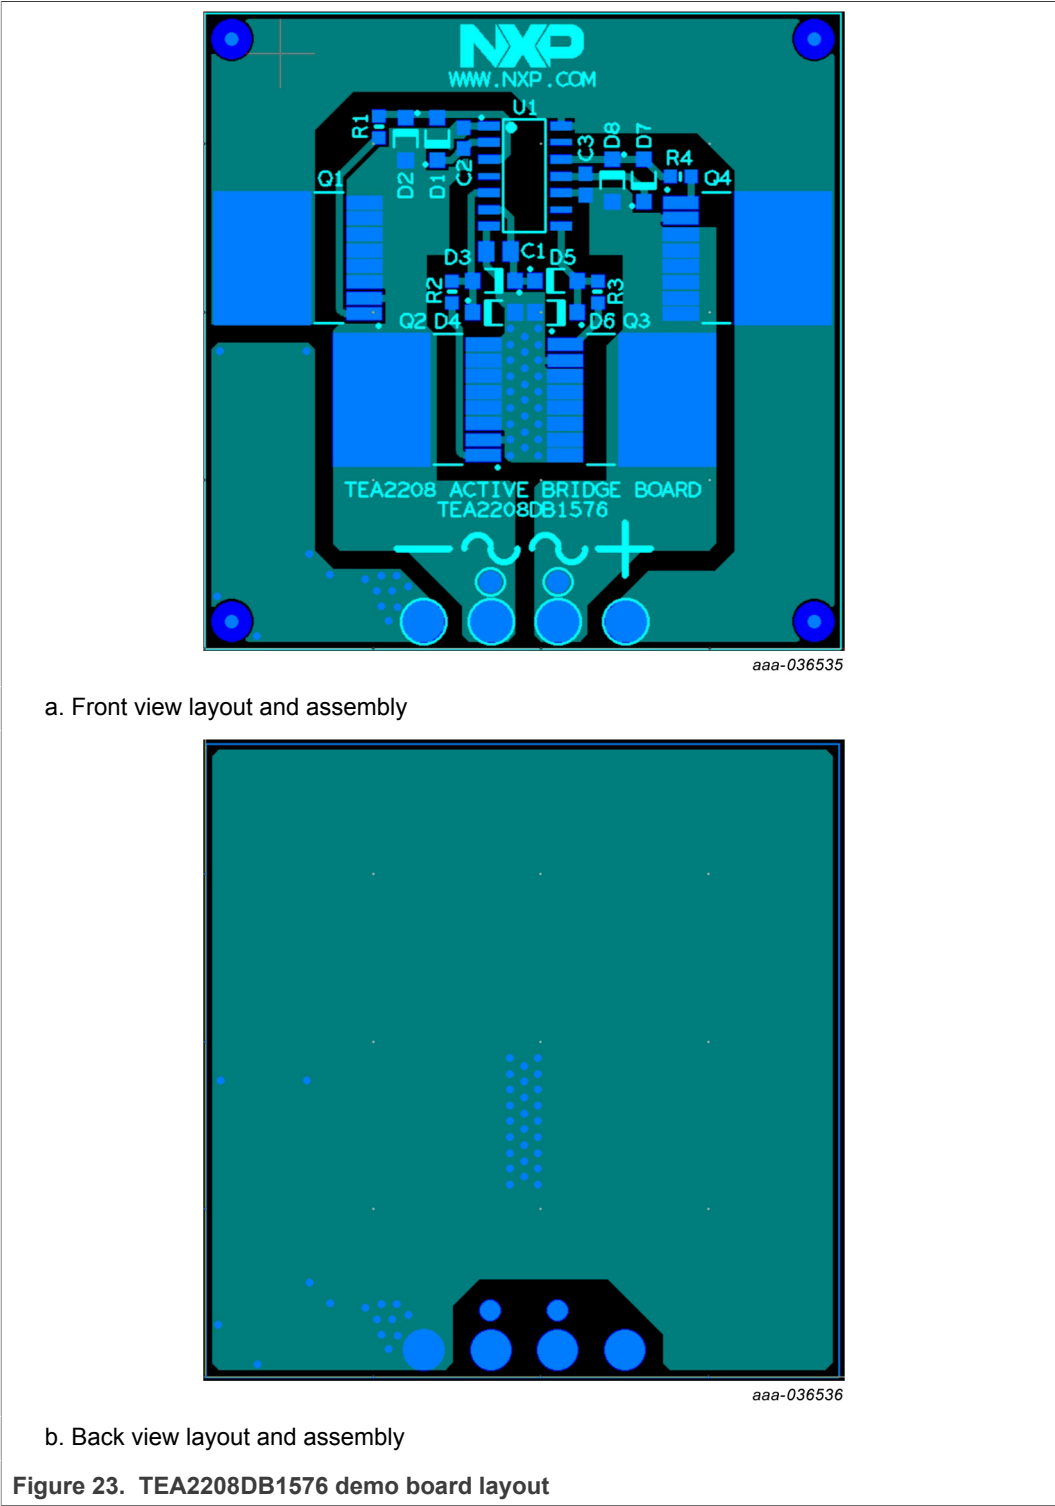 NXP
WWW.NXP.COM
U1
R1
D2
D1
C2
C3
D8
D7
R4
Q1
Q4
D3
C1
D5
R2
R3
Q2
D4
D6
Q3
TEA2208 ACTIVE BRIDGE BOARD
TEA2208DB1576
aaa-036535
a. Front view layout and assembly
aaa-036536
b. Back view layout and assembly
Figure 23. TEA2208DB1576 demo board layout